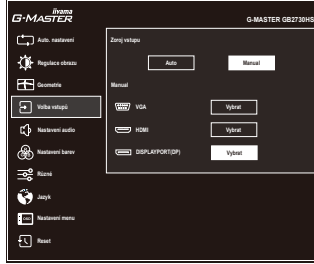 iiyama
G-MASTER
G-MASTER GB2730HS
Auto. nastavení
Regulace obrazu
Geometrie
Volba vstupů
Nastavení audio
Nastavení barev
Různé
Jazyk
OSD
Nastavení menu
Reset
Zdroj vstupu
Auto
Manual
Manual
VGA
Vybrat
HDMI
Vybrat
DISPLAYPORT(DP)
Vybrat